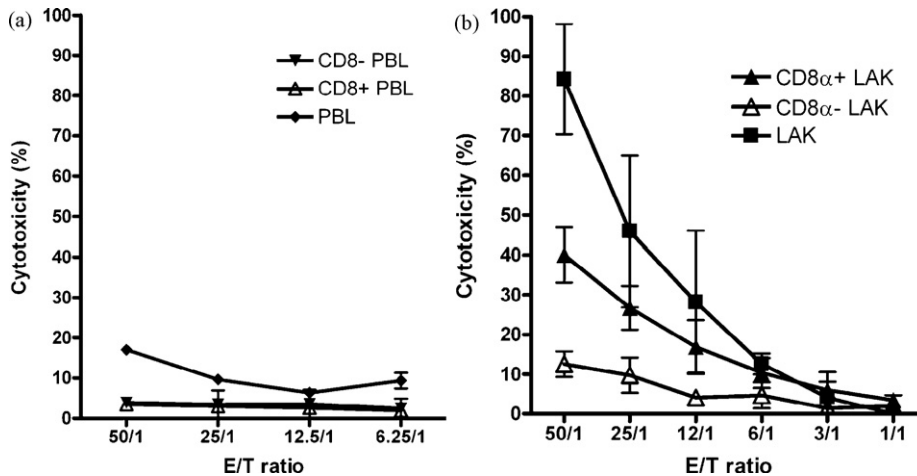 (a)
Cytotoxicity (%)
100
90
80
70
60
50
40
30
20
10
0
CD8- PBL
CD8+ PBL
PBL
50/1 25/1 12.5/1 6.25/1
E/T ratio
(b)
Cytotoxicity (%)
100
90
80
70
60
50
40
30
20
10
0
CD8α+ LAK
CD8α- LAK
LAK
50/1 25/1 12/1 6/1 3/1 1/1
E/T ratio